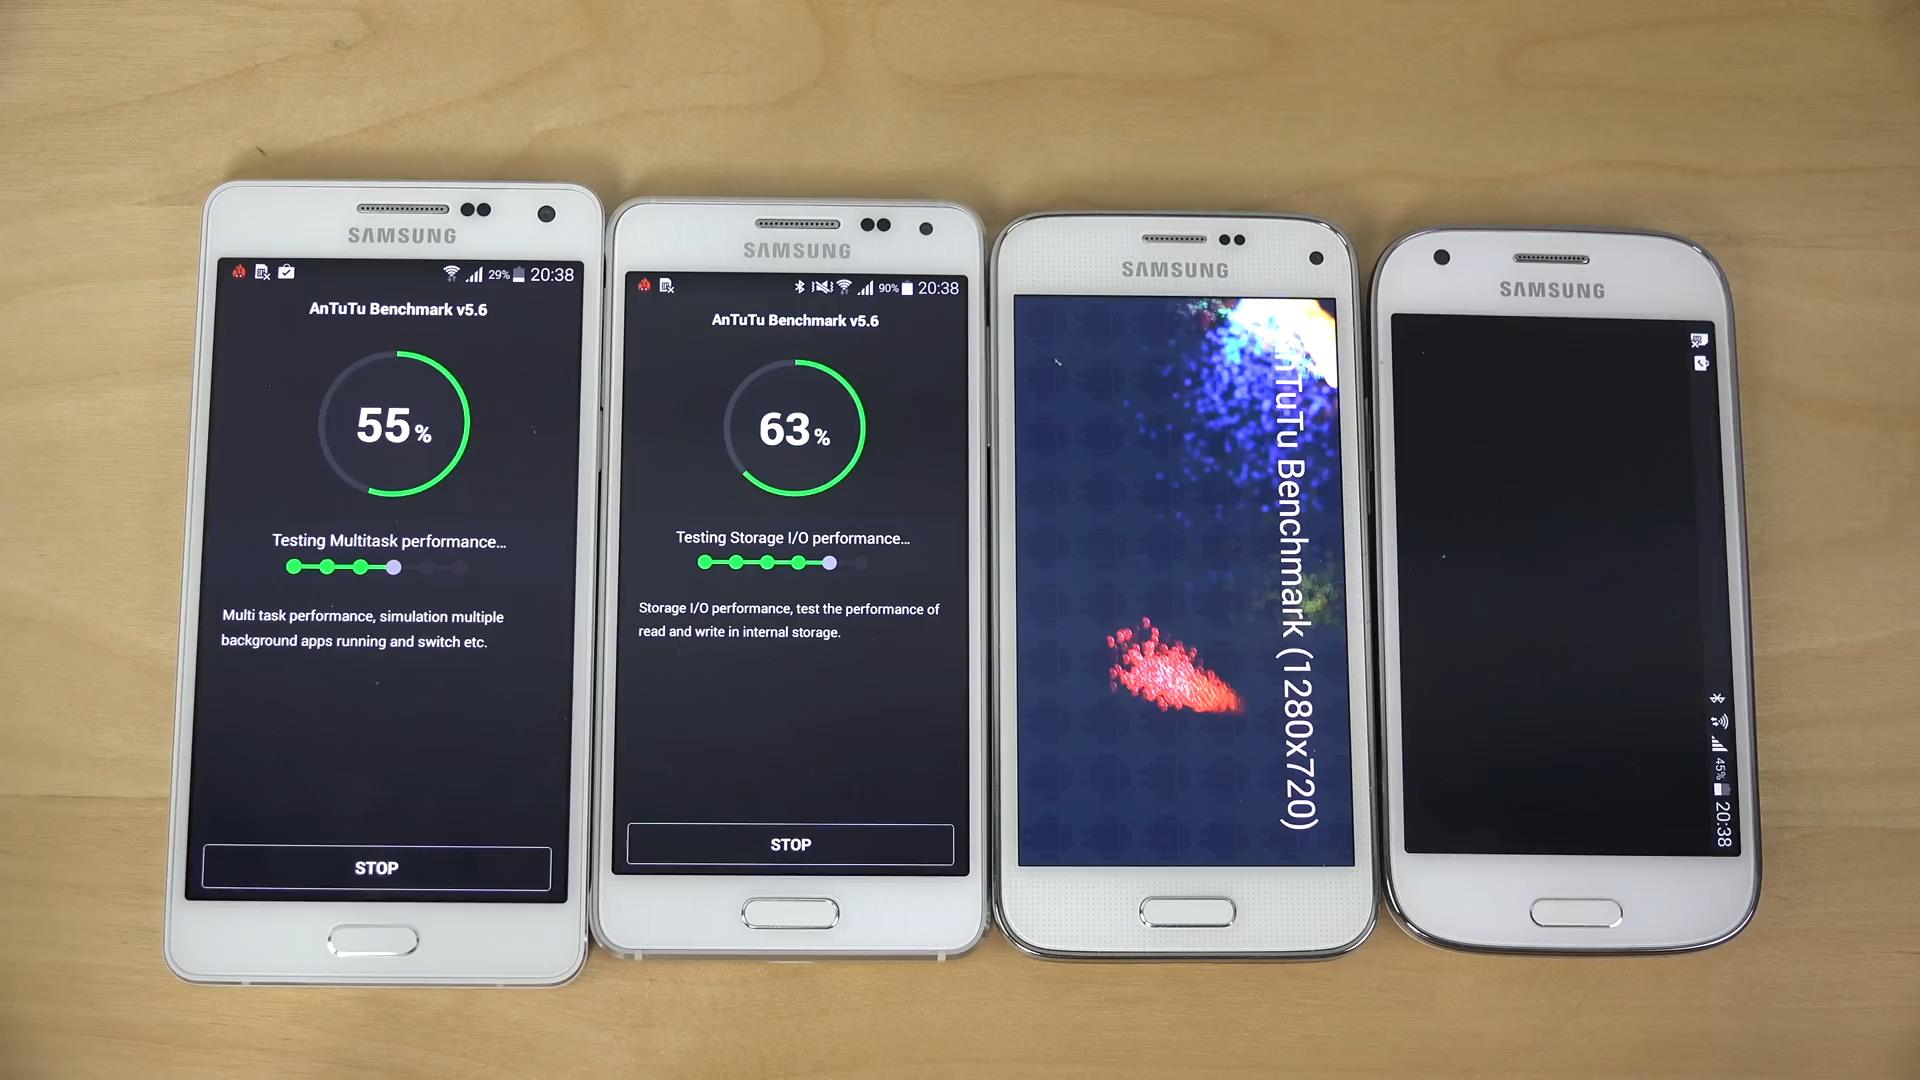 SAMSUNG
29% 20:38
AnTuTu Benchmark v5.6
55%
Testing Multitask performance...
Multi task performance, simulation multiple
background apps running and switch etc.
STOP
SAMSUNG
90% 20:38
AnTuTu Benchmark v5.6
63%
Testing Storage I/O performance...
Storage I/O performance, test the performance of
read and write in internal storage.
STOP
SAMSUNG
nTuTu Benchmark (1280x720)
SAMSUNG
45% 20:38